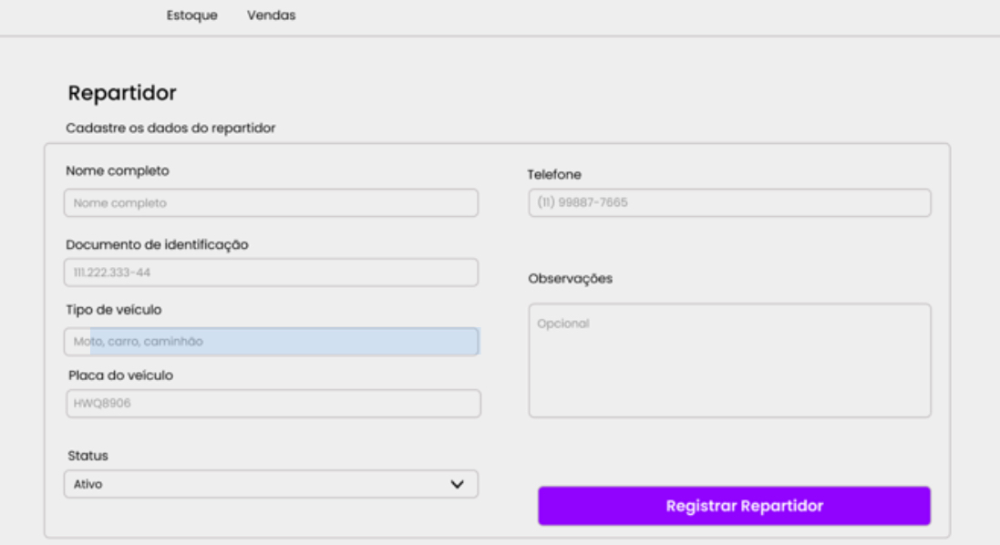 Estoque Vendas
Repartidor
Cadastre os dados do repartidor
Nome completo
Nome completo
Documento de identificação
111.222.333-44
Tipo de veículo
Moto, carro, caminhão
Placa do veículo
HWQ8906
Status
Ativo
Telefone
(11) 99887-7665
Observações
Opcional
Registrar Repartidor